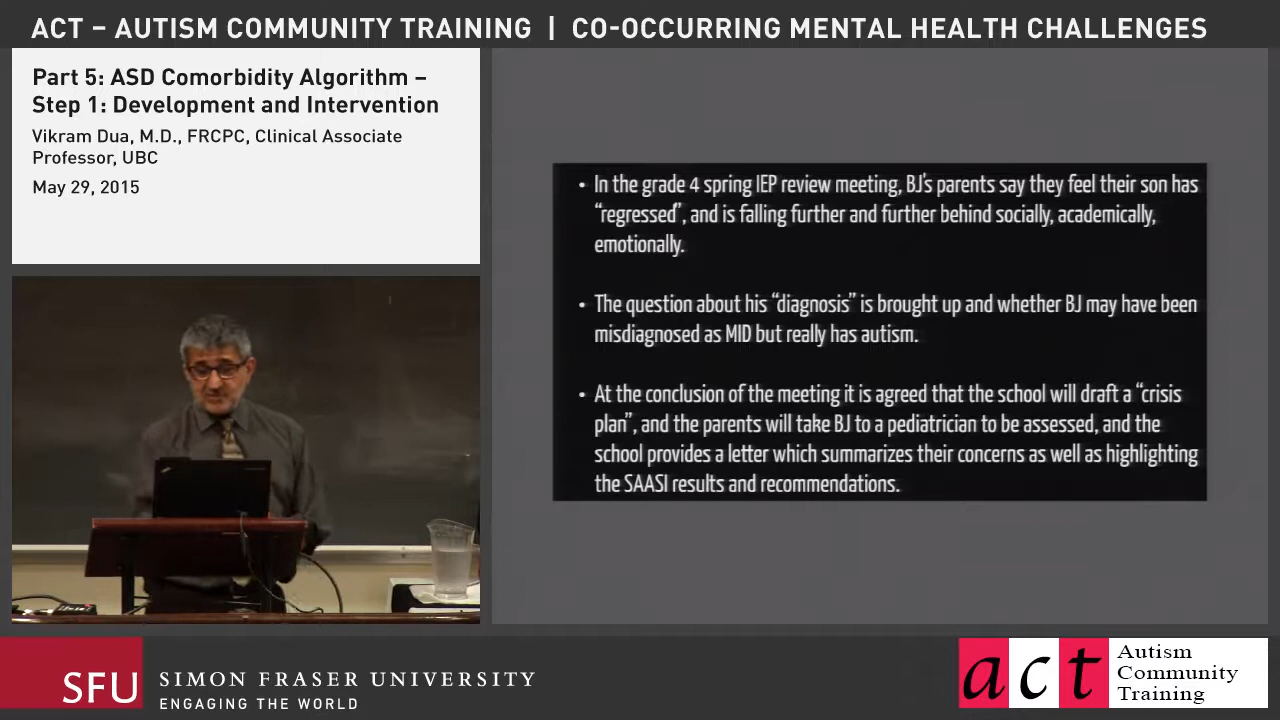 ACT – AUTISM COMMUNITY TRAINING | CO-OCCURRING MENTAL HEALTH CHALLENGES
Part 5: ASD Comorbidity Algorithm –
Step 1: Development and Intervention
Vikram Dua, M.D., FRCPC, Clinical Associate
Professor, UBC
May 29, 2015
• In the grade 4 spring IEP review meeting, BJ's parents say they feel their son has
“regressed”, and is falling further and further behind socially, academically,
emotionally.
• The question about his “diagnosis” is brought up and whether BJ may have been
misdiagnosed as MID but really has autism.
• At the conclusion of the meeting it is agreed that the school will draft a “crisis
plan”, and the parents will take BJ to a pediatrician to be assessed, and the
school provides a letter which summarizes their concerns as well as highlighting
the SAASI results and recommendations.
SFU
SIMON FRASER UNIVERSITY
ENGAGING THE WORLD
act
Autism
Community
Training